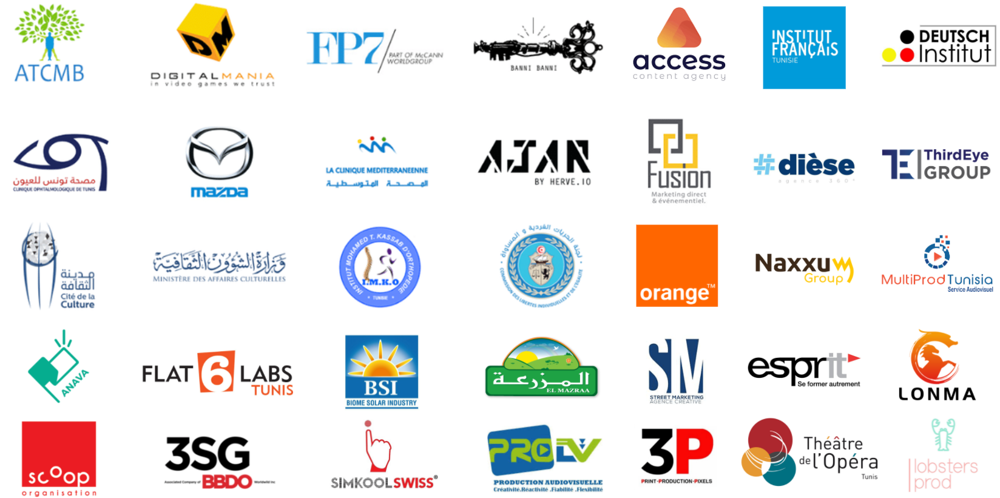 ATCMB
DM
DIGITALMANIA
in video games we trust
FP7/
PART OF McCANN
WORLDGROUP
BANNI BANNI
access
content agency
INSTITUT
FRANÇAIS
TUNISIE
DEUTSCH
Institut
مصحة تونس للعيون
CLINIQUE OPHTALMOLOGIQUE DE TUNIS
mazda
LA CLINIQUE MEDITERRANEENNE
المصحة المتوسطية
AJAN
BY HERVE.IO
Fusion
Marketing direct
& événementiel.
#dièse
agence 360°
TE
ThirdEye
GROUP
مدينة
الثقافة
Cité de la
Culture
وزارة الشؤون الثقافية
MINISTÈRE DES AFFAIRES CULTURELLES
INSTITUT MOHAMED T. KASSAB D'ORTHOPEDIE
I.M.K.O
TUNISIE
لجنة الحريات الفردية و المساواة
COMMISSION DES LIBERTES INDIVIDUELLES ET DE L'EGALITE
orange™
Naxxum
Group
MultiProd Tunisia
Service Audiovisuel
ANAVA
FLAT6LABS
TUNIS
BSI
BIOME SOLAR INDUSTRY
المزرعة
EL MAZRAA
SM
STREET MARKETING
AGENCE CREATIVE
esprit
Se former autrement
LONMA
scoop
organisation
3SG
Associated Company of BBDO Worldwild Inc
SIMKOOLSWISS®
PROLV
PRODUCTION AUDIOVISUELLE
Créativité.Réactivité .Fiabilité .Flexibilité
3P
PRINT-PRODUCTION-PIXELS
Théâtre
de l'Opéra
Tunis
lobsters
prod